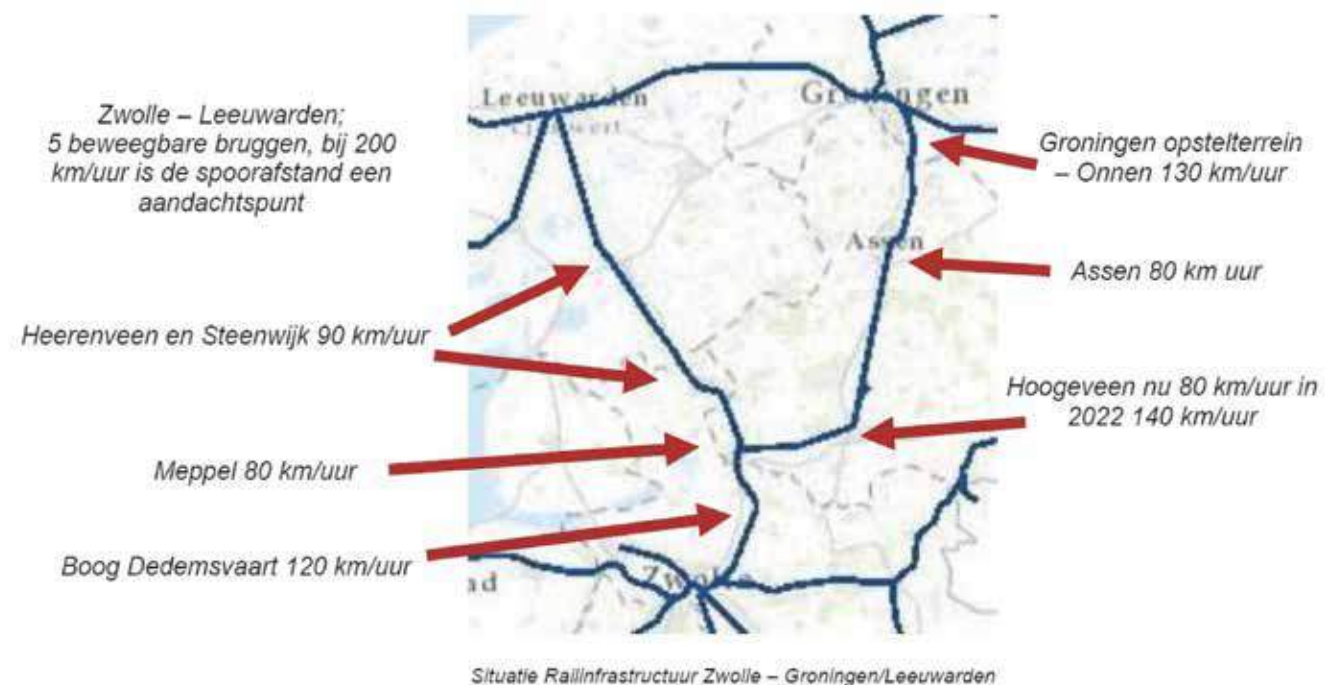 Zwolle – Leeuwarden;
5 beweegbare bruggen, bij 200
km/uur is de spoorafstand een
aandachtspunt
Heerenveen en Steenwijk 90 km/uur
Meppel 80 km/uur
Boog Dedemsvaart 120 km/uur
Leeuwarden
Groningen
Assen
Zwolle
ad
Groningen opstelterrein
– Onnen 130 km/uur
Assen 80 km uur
Hoogeveen nu 80 km/uur in
2022 140 km/uur
Situatie Railinfrastructuur Zwolle – Groningen/Leeuwarden